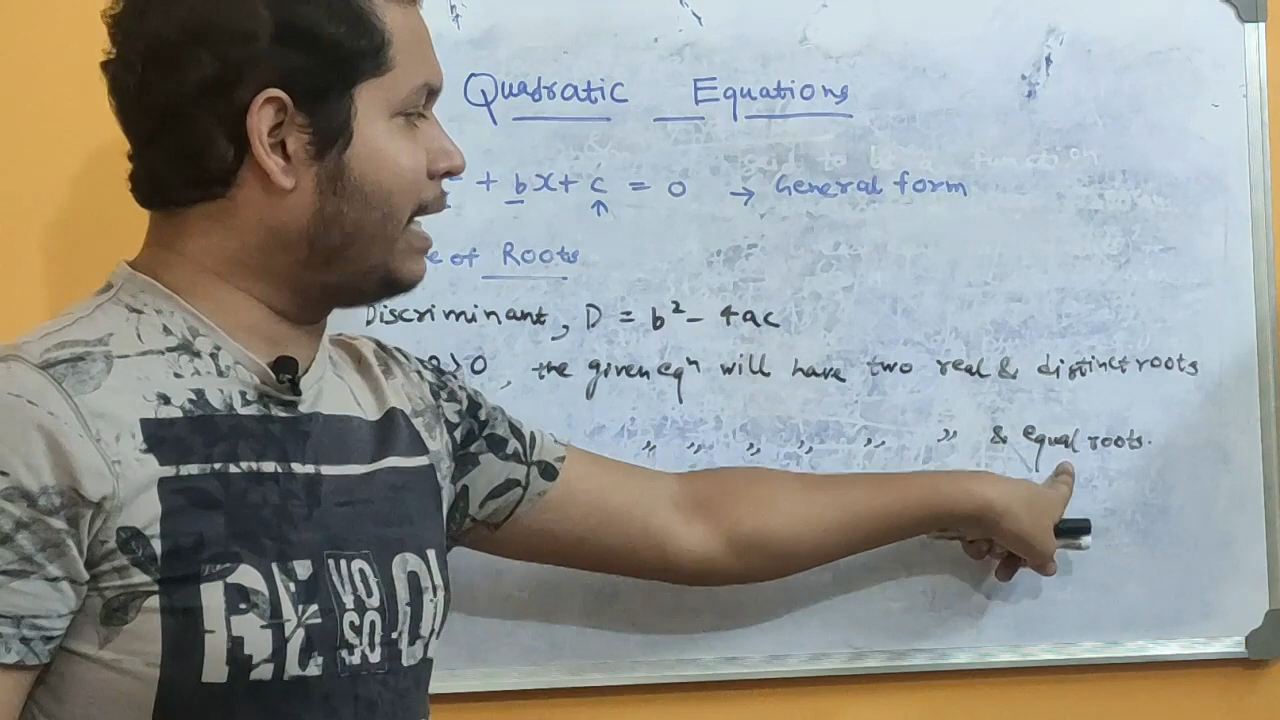 Quadratic Equations
+ bx + c = 0 → General form
e of Roots
Discriminant, D = b² - 4ac
>0, the given eqn will have two real & distinct roots
" " " " " " & equal roots.
RE
VO
SO